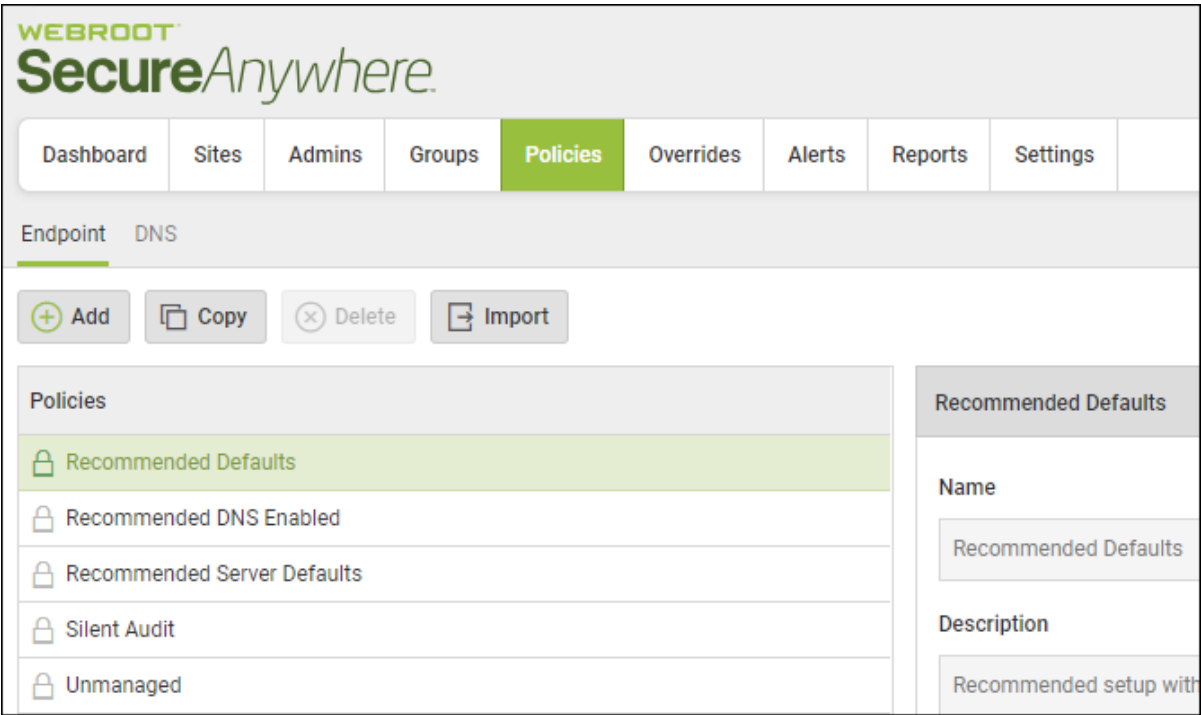 WEBROOT
SecureAnywhere™
Dashboard Sites Admins Groups Policies Overrides Alerts Reports Settings
Endpoint DNS
Add Copy Delete Import
Policies
Recommended Defaults
Recommended DNS Enabled
Recommended Server Defaults
Silent Audit
Unmanaged
Recommended Defaults
Name
Recommended Defaults
Description
Recommended setup with